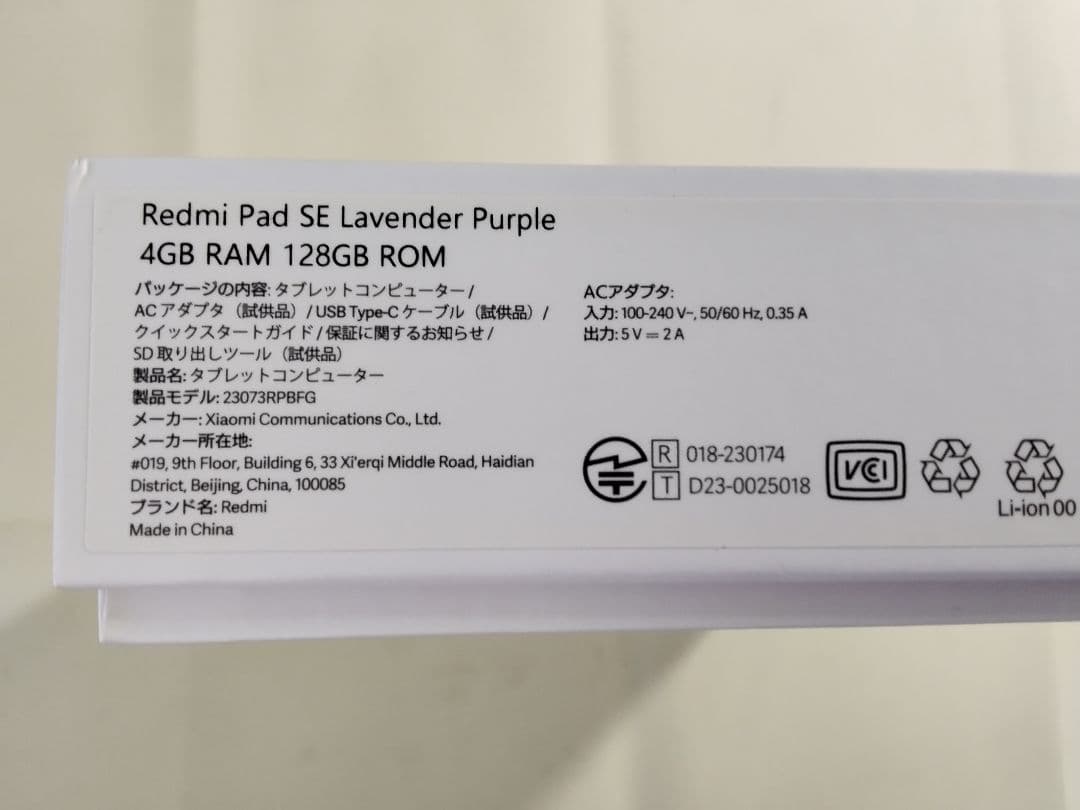 Redmi Pad SE Lavender Purple
4GB RAM 128GB ROM
パッケージの内容: タブレットコンピューター /
AC アダプタ（試供品）/ USB Type-C ケーブル（試供品）/
クイックスタートガイド / 保証に関するお知らせ /
SD 取り出しツール（試供品）
製品名: タブレットコンピューター
製品モデル: 23073RPBFG
メーカー: Xiaomi Communications Co., Ltd.
メーカー所在地:
#019, 9th Floor, Building 6, 33 Xi'erqi Middle Road, Haidian
District, Beijing, China, 100085
ブランド名: Redmi
Made in China
ACアダプタ:
入力: 100-240 V~, 50/60 Hz, 0.35 A
出力: 5 V ⎓ 2 A
R 018-230174
T D23-0025018
VCI
Li-ion 00